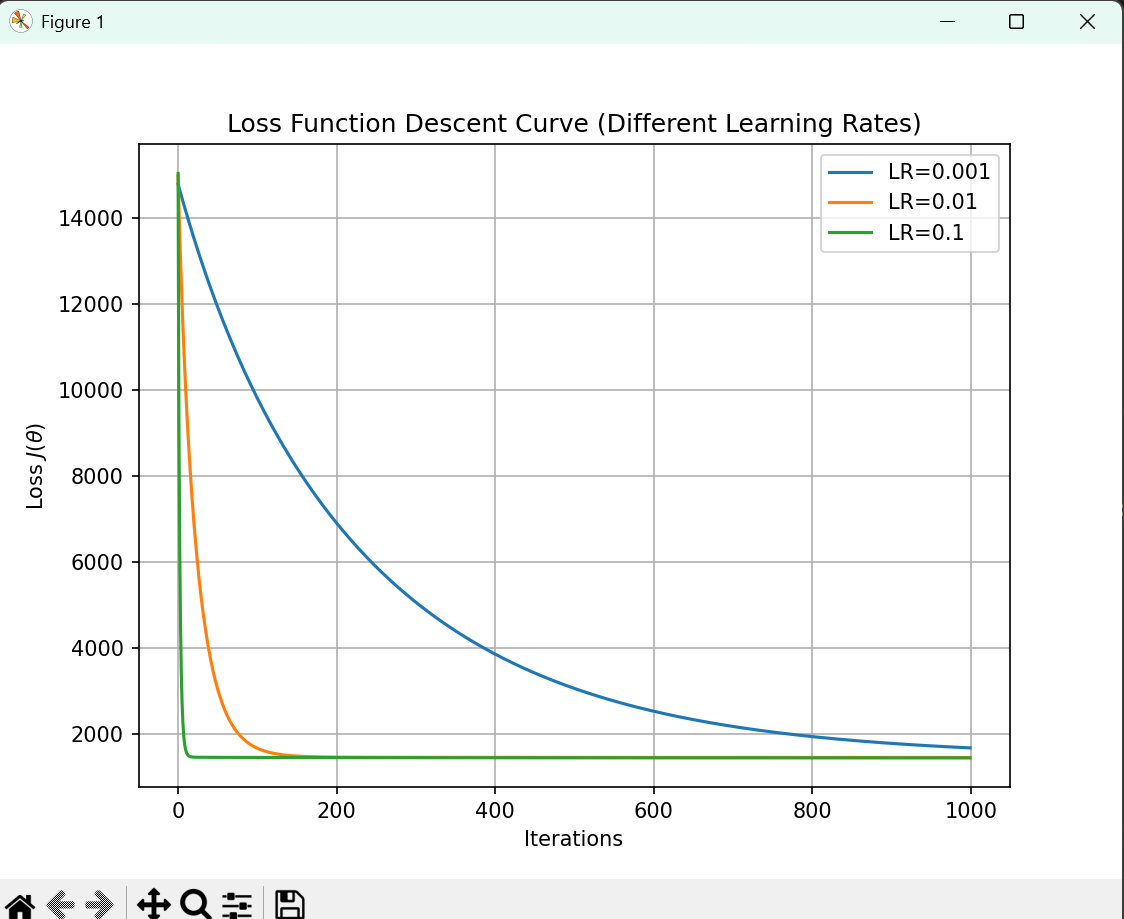 Figure 1
Loss Function Descent Curve (Different Learning Rates)
LR=0.001
LR=0.01
LR=0.1
14000
12000
10000
8000
6000
4000
2000
Loss J(θ)
0 200 400 600 800 1000
Iterations